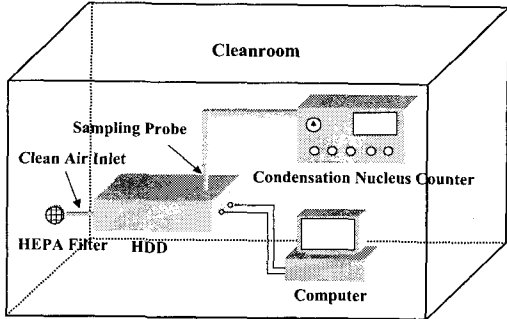 Cleanroom
Sampling Probe
Clean Air Inlet
Condensation Nucleus Counter
HEPA Filter
HDD
Computer